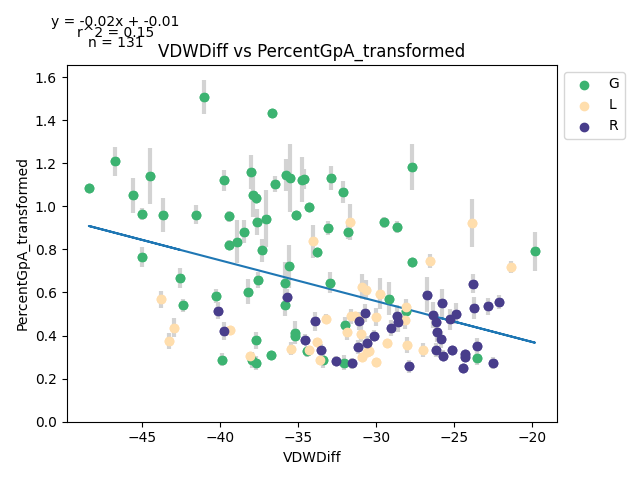 y = -0.02x + -0.01
r^2 = 0.15
n = 131
VDWDiff vs PercentGpA_transformed
1.6
1.4
1.2
1.0
0.8
0.6
0.4
0.2
0.0
PercentGpA_transformed
−45
−40
−35
−30
−25
−20
VDWDiff
G
L
R